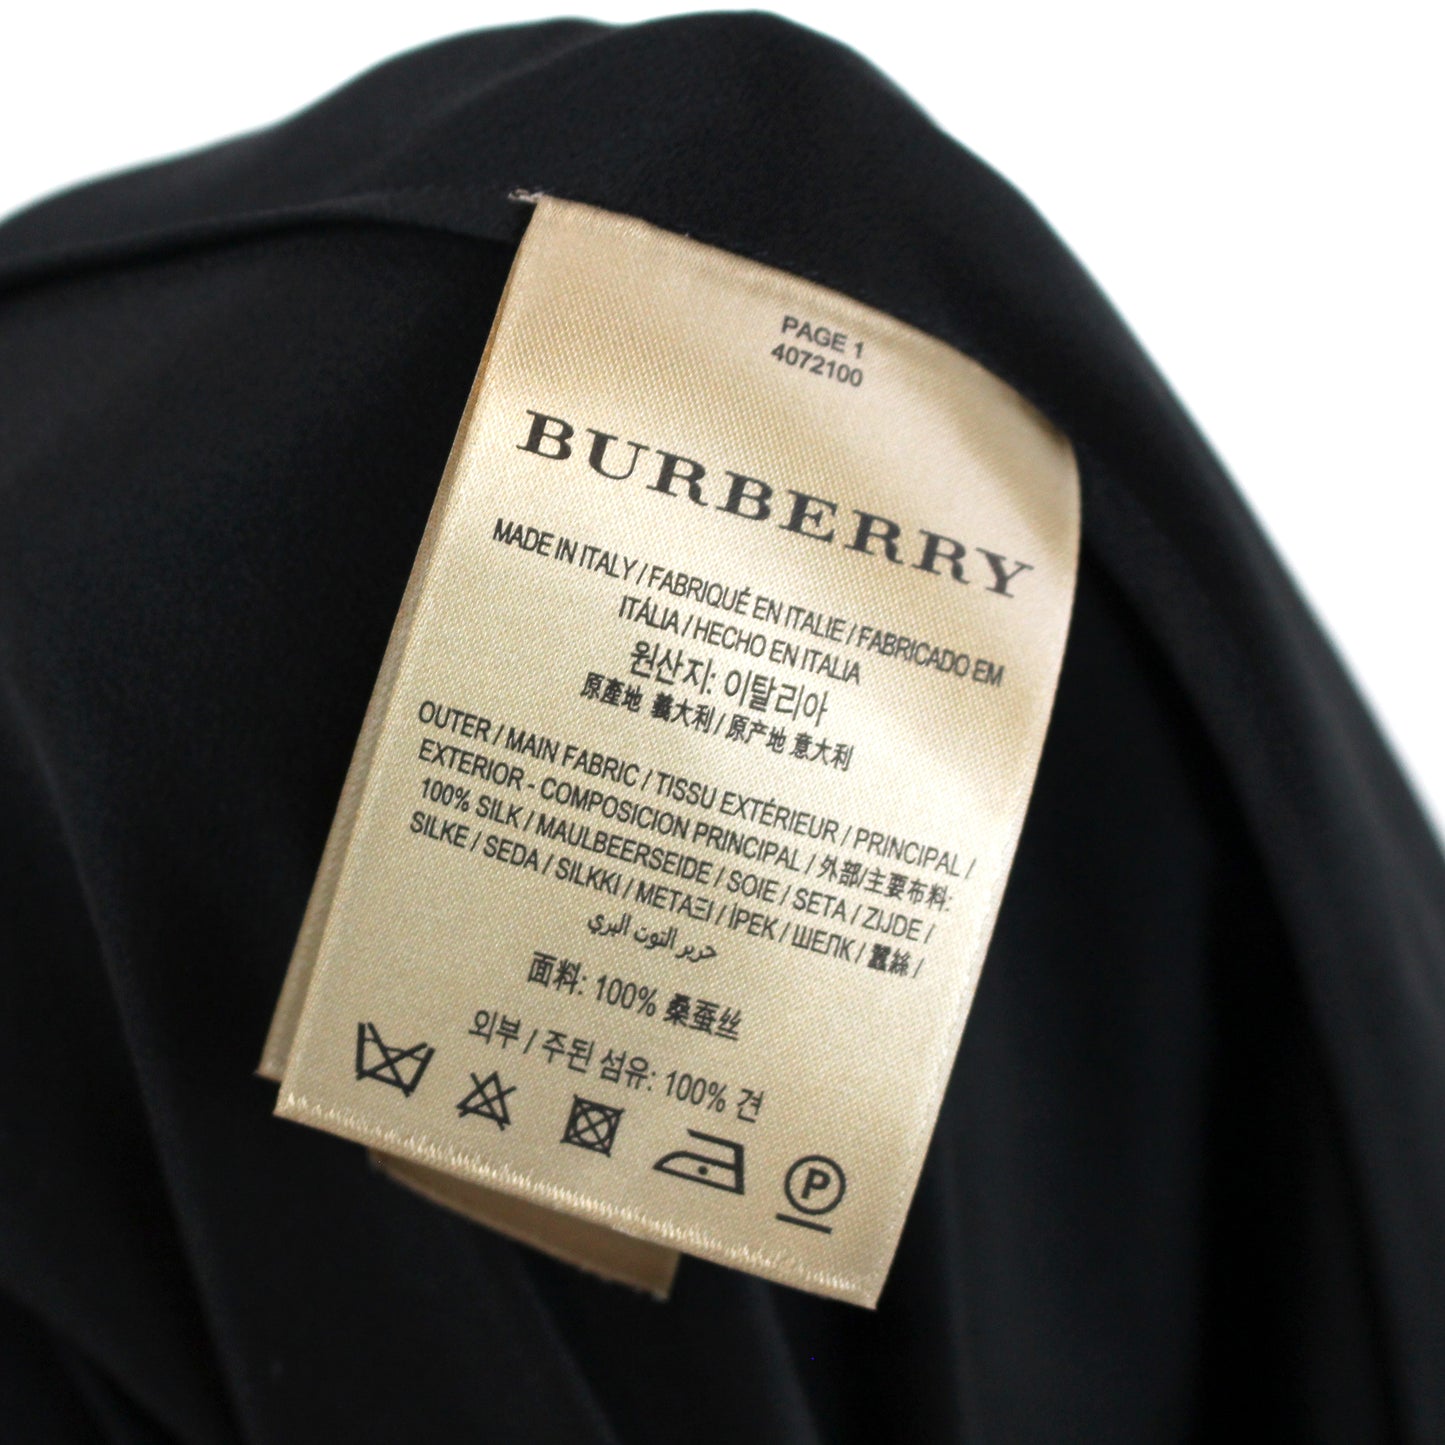 PAGE 1
4072100
BURBERRY
MADE IN ITALY / FABRIQUÉ EN ITALIE / FABRICADO EM
ITÁLIA / HECHO EN ITALIA
원산지: 이탈리아
原產地 義大利 / 原产地 意大利
OUTER / MAIN FABRIC / TISSU EXTÉRIEUR / PRINCIPAL /
EXTERIOR - COMPOSICION PRINCIPAL / 外部/主要布料:
100% SILK / MAULBEERSEIDE / SOIE / SETA / ZIJDE /
SILKE / SEDA / SILKKI / ΜΕΤΑΞΙ / İPEK / ШЕЛК / 蠶絲 /
حرير التوت البري
面料: 100% 桑蚕丝
외부 / 주된 섬유: 100% 견
P